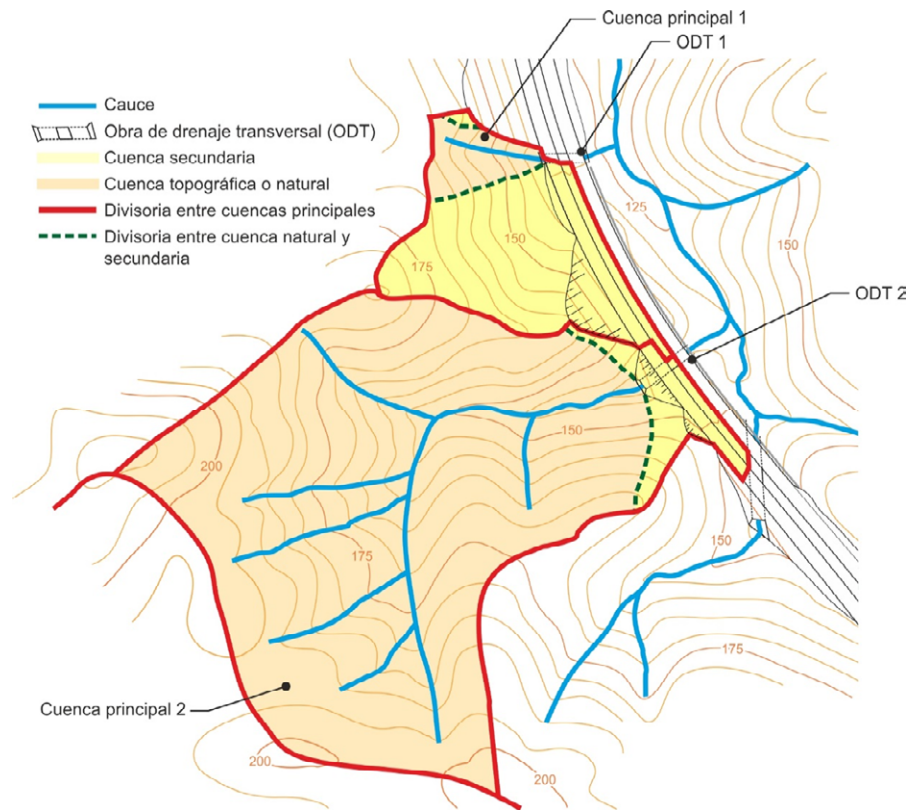 Cuenca principal 1
ODT 1
Cauce
Obra de drenaje transversal (ODT)
Cuenca secundaria
Cuenca topográfica o natural
Divisoria entre cuencas principales
Divisoria entre cuenca natural y
secundaria
125
150
150
175
ODT 2
150
200
175
150
175
Cuenca principal 2
200
200